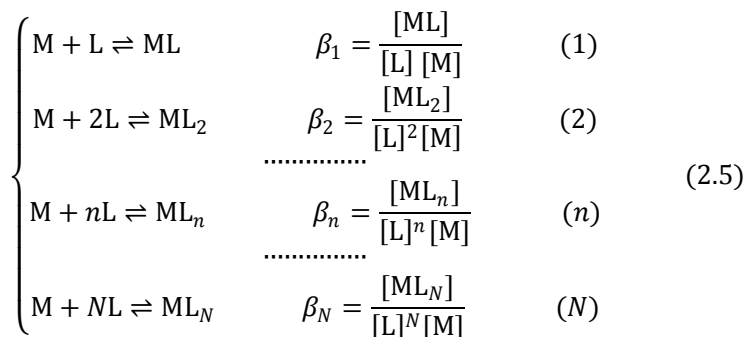 M + L ⇌ ML β₁ = [ML] / [L] [M] (1)
M + 2L ⇌ ML₂ β₂ = [ML₂] / [L]²[M] (2)
...............
(2.5)
M + nL ⇌ MLₙ βₙ = [MLₙ] / [L]ⁿ[M] (n)
...............
M + NL ⇌ ML_N β_N = [ML_N] / [L]ᴺ[M] (N)